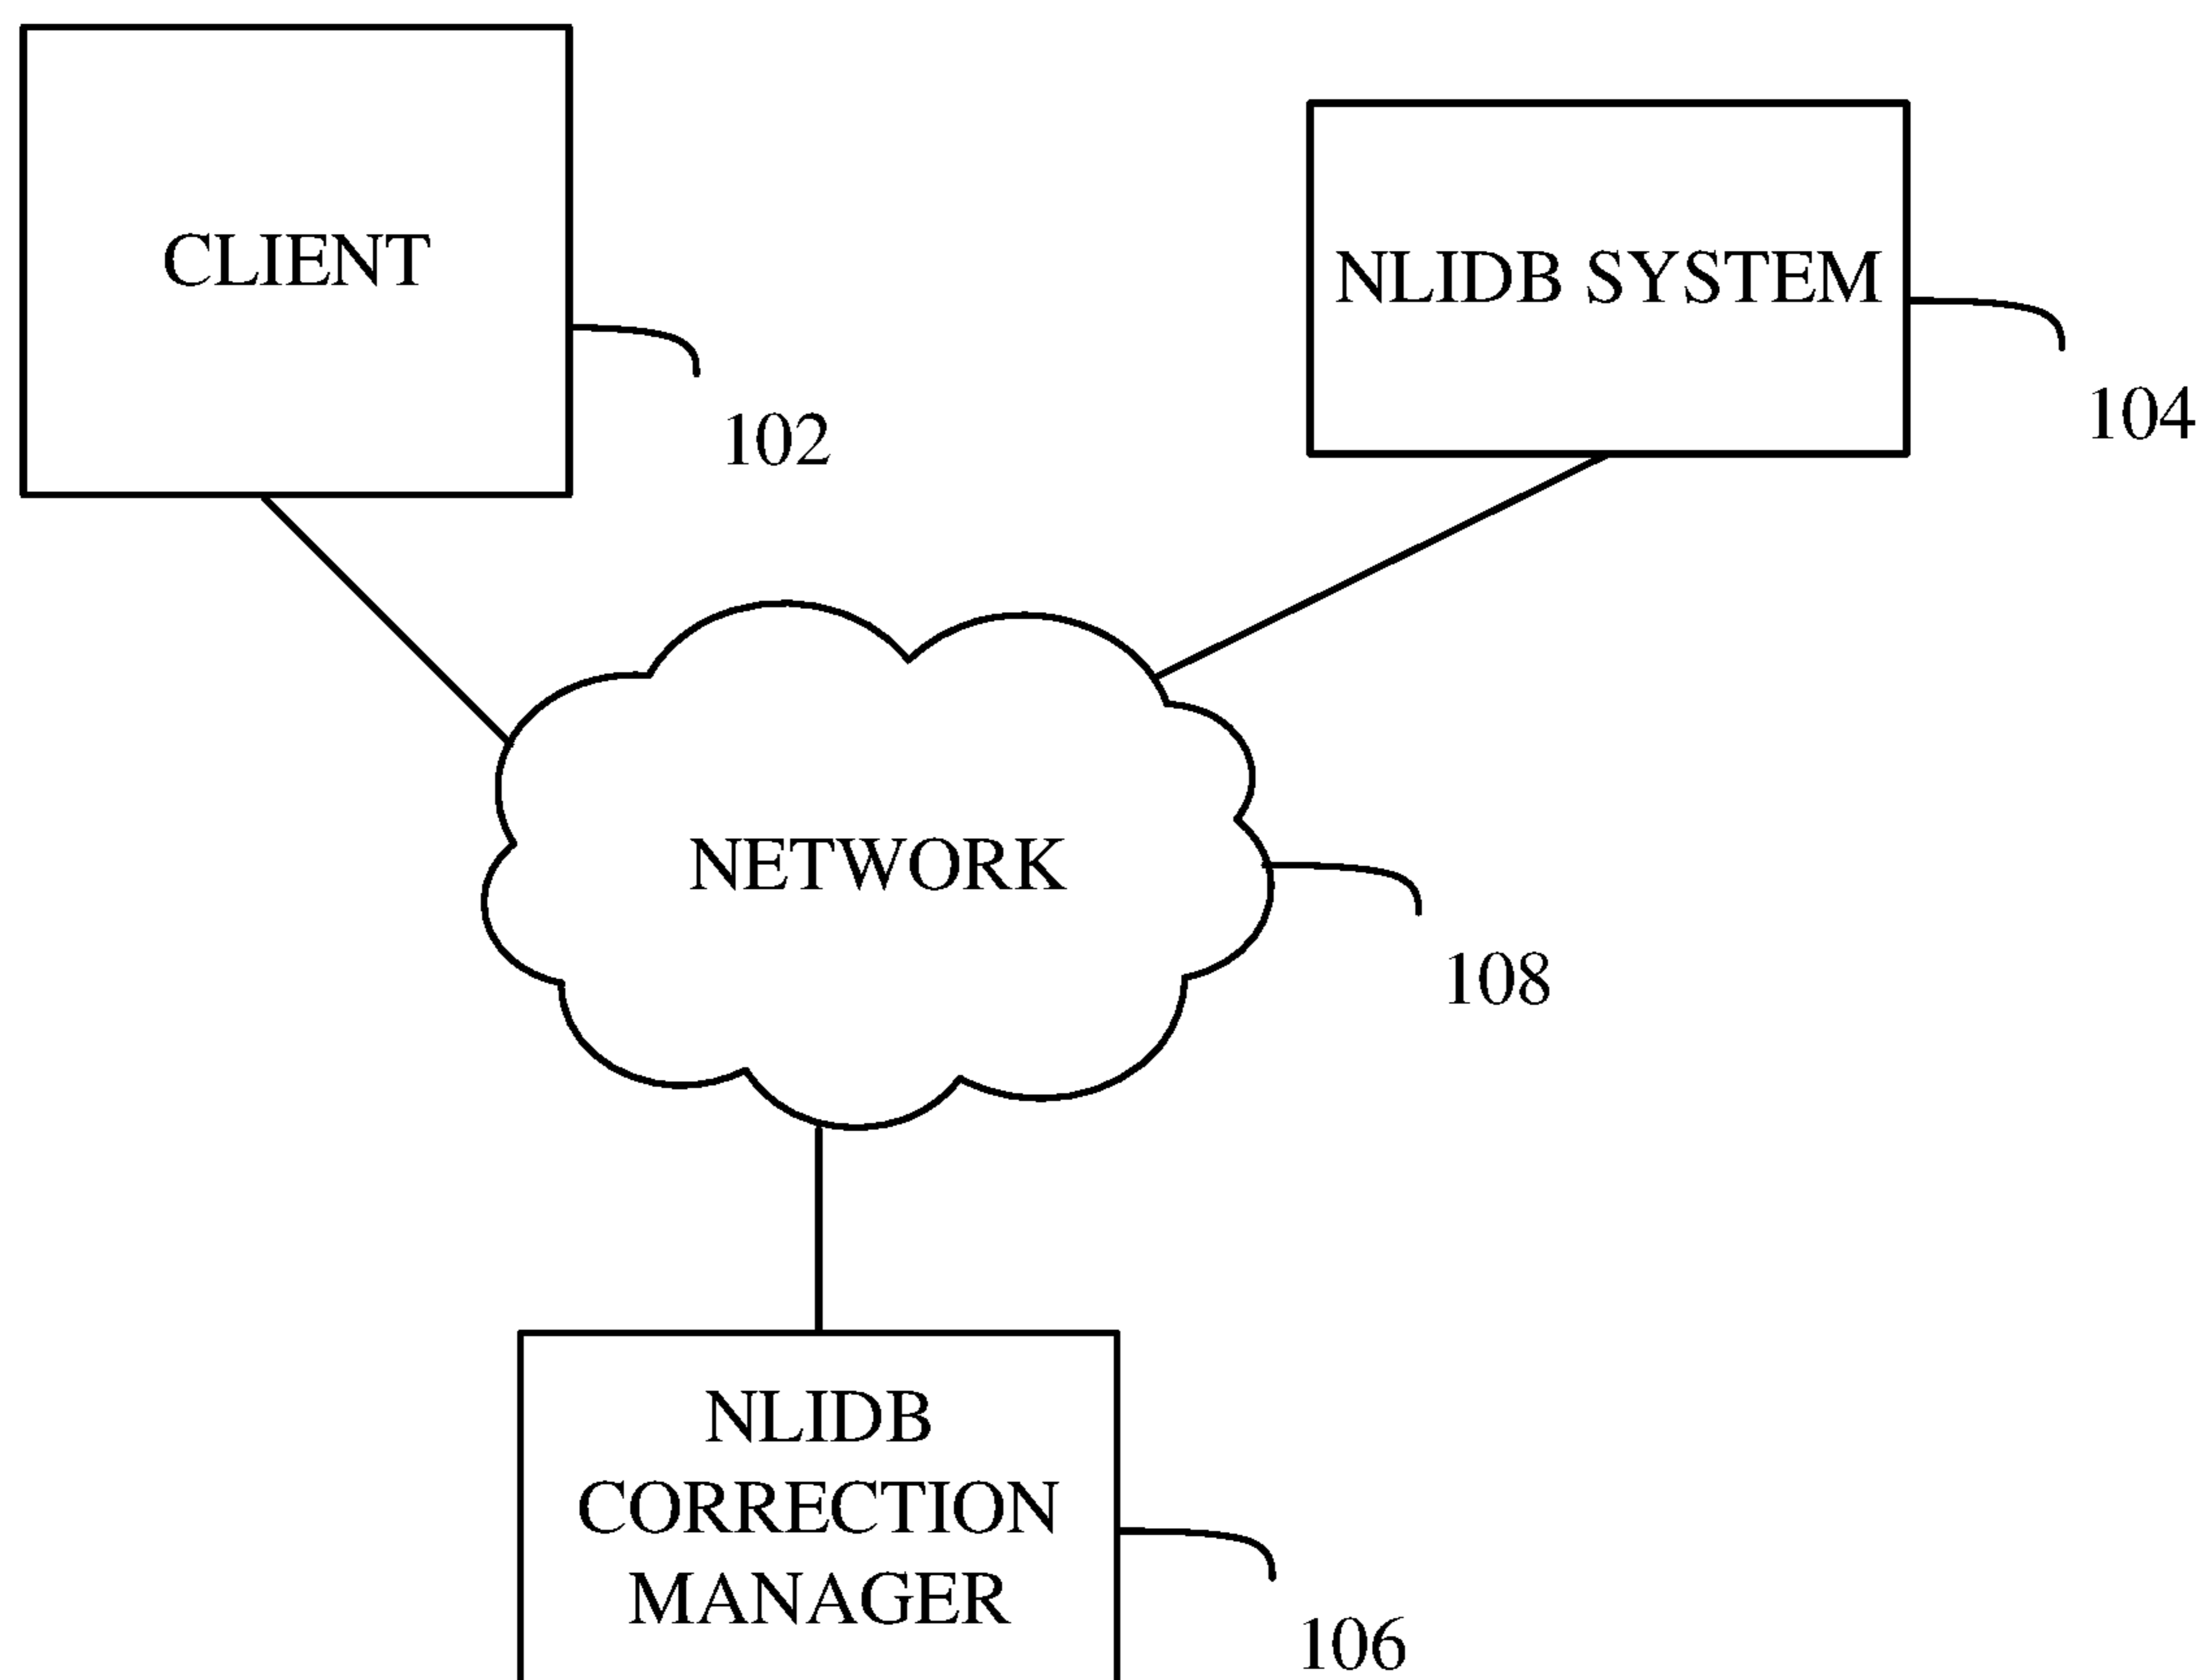 CLIENT
102
NLIDB SYSTEM
104
NETWORK
108
NLIDB
CORRECTION
MANAGER
106